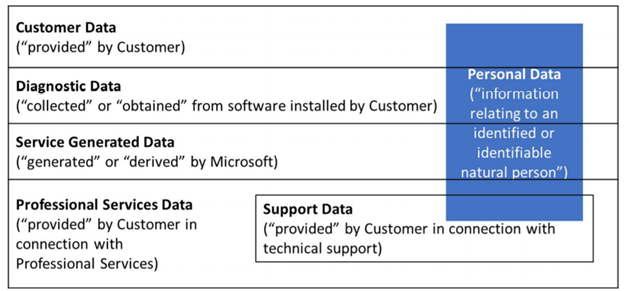 Customer Data
(“provided” by Customer)
Diagnostic Data
(“collected” or “obtained” from software installed by Customer)
Service Generated Data
(“generated” or “derived” by Microsoft)
Professional Services Data
(“provided” by Customer in
connection with
Professional Services)
Support Data
(“provided” by Customer in connection with
technical support)
Personal Data
(“information
relating to an
identified or
identifiable
natural person”)